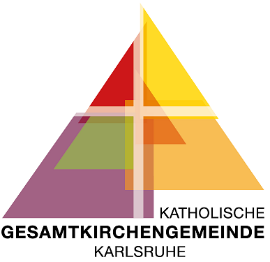 KATHOLISCHE
GESAMTKIRCHENGEMEINDE
KARLSRUHE